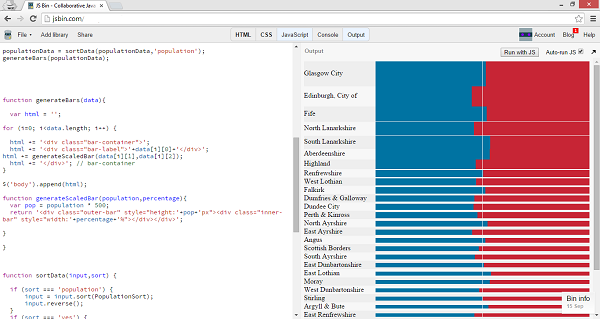 JS Bin - Collaborative Java
jsbin.com/
File
Add library
Share
HTML
CSS
JavaScript
Console
Output
Account
Blog
Help
populationData = sortData(populationData,'population');
generateBars(populationData);
function generateBars(data){
var html = '';
for (i=0; i<data.length; i++) {
html += '<div class="bar-container">';
html += '<div class="bar-label">'+data[i][0]+'</div>';
html += generateScaledBar(data[i][1],data[i][2]);
html += '</div>'; // bar-container
}
$('body').append(html);
function generateScaledBar(population,percentage){
var pop = population * 500;
return '<div class="outer-bar" style="height:'+pop+'px"><div class="inner-
bar" style="width:'+percentage+'%"></div></div>';
}
}
function sortData(input,sort) {
if (sort === 'population') {
input = input.sort(PopulationSort);
input.reverse();
}
if (sort === 'yes') {
Output
Run with JS
Auto-run JS
Glasgow City
Edinburgh, City of
Fife
North Lanarkshire
South Lanarkshire
Aberdeenshire
Highland
Renfrewshire
West Lothian
Falkirk
Dumfries & Galloway
Dundee City
Perth & Kinross
North Ayrshire
East Ayrshire
Angus
Scottish Borders
South Ayrshire
East Dunbartonshire
East Lothian
Moray
West Dunbartonshire
Stirling
Argyll & Bute
East Renfrewshire
Bin info
15 Sep